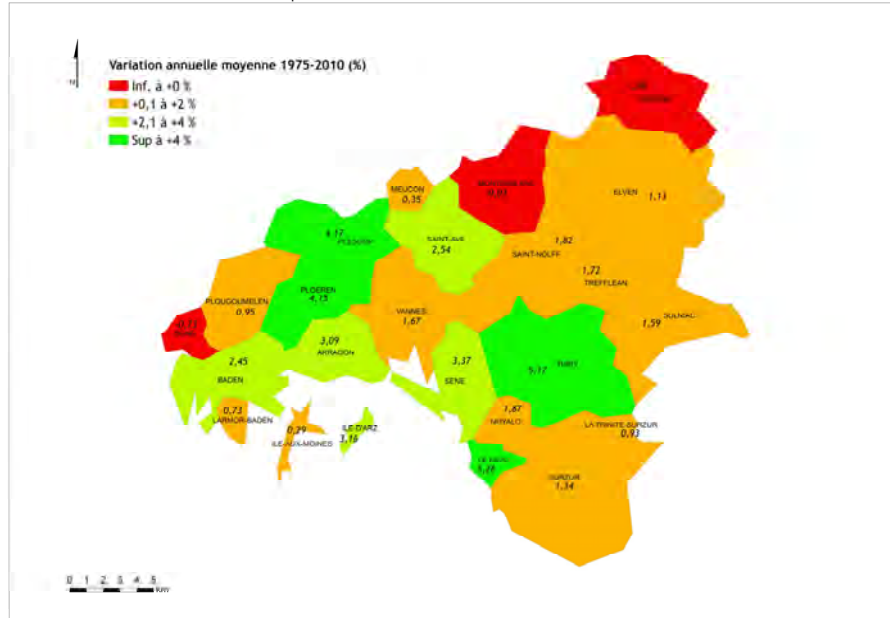 Variation annuelle moyenne 1975-2010 (%)
N
Inf. à +0 %
+0,1 à +2 %
+2,1 à +4 %
Sup à +4 %
MEUCON
0,35
ELVEN
1,13
SAINT-AVE
2,54
1,82
SAINT-NOLFF
1,72
TREFFLEAN
PLOEREN
4,15
PLOUGOUMELEN
0,95
VANNES
1,67
SULNIAC
1,59
3,09
ARRADON
2,45
BADEN
3,37
SENE
5,17
0,73
LARMOR-BADEN
0,29
ILE-AUX-MOINES
ILE-D'ARZ
3,16
1,67
LA TRINITE-SURZUR
0,93
SURZUR
1,34
0 1 2 3 4 5